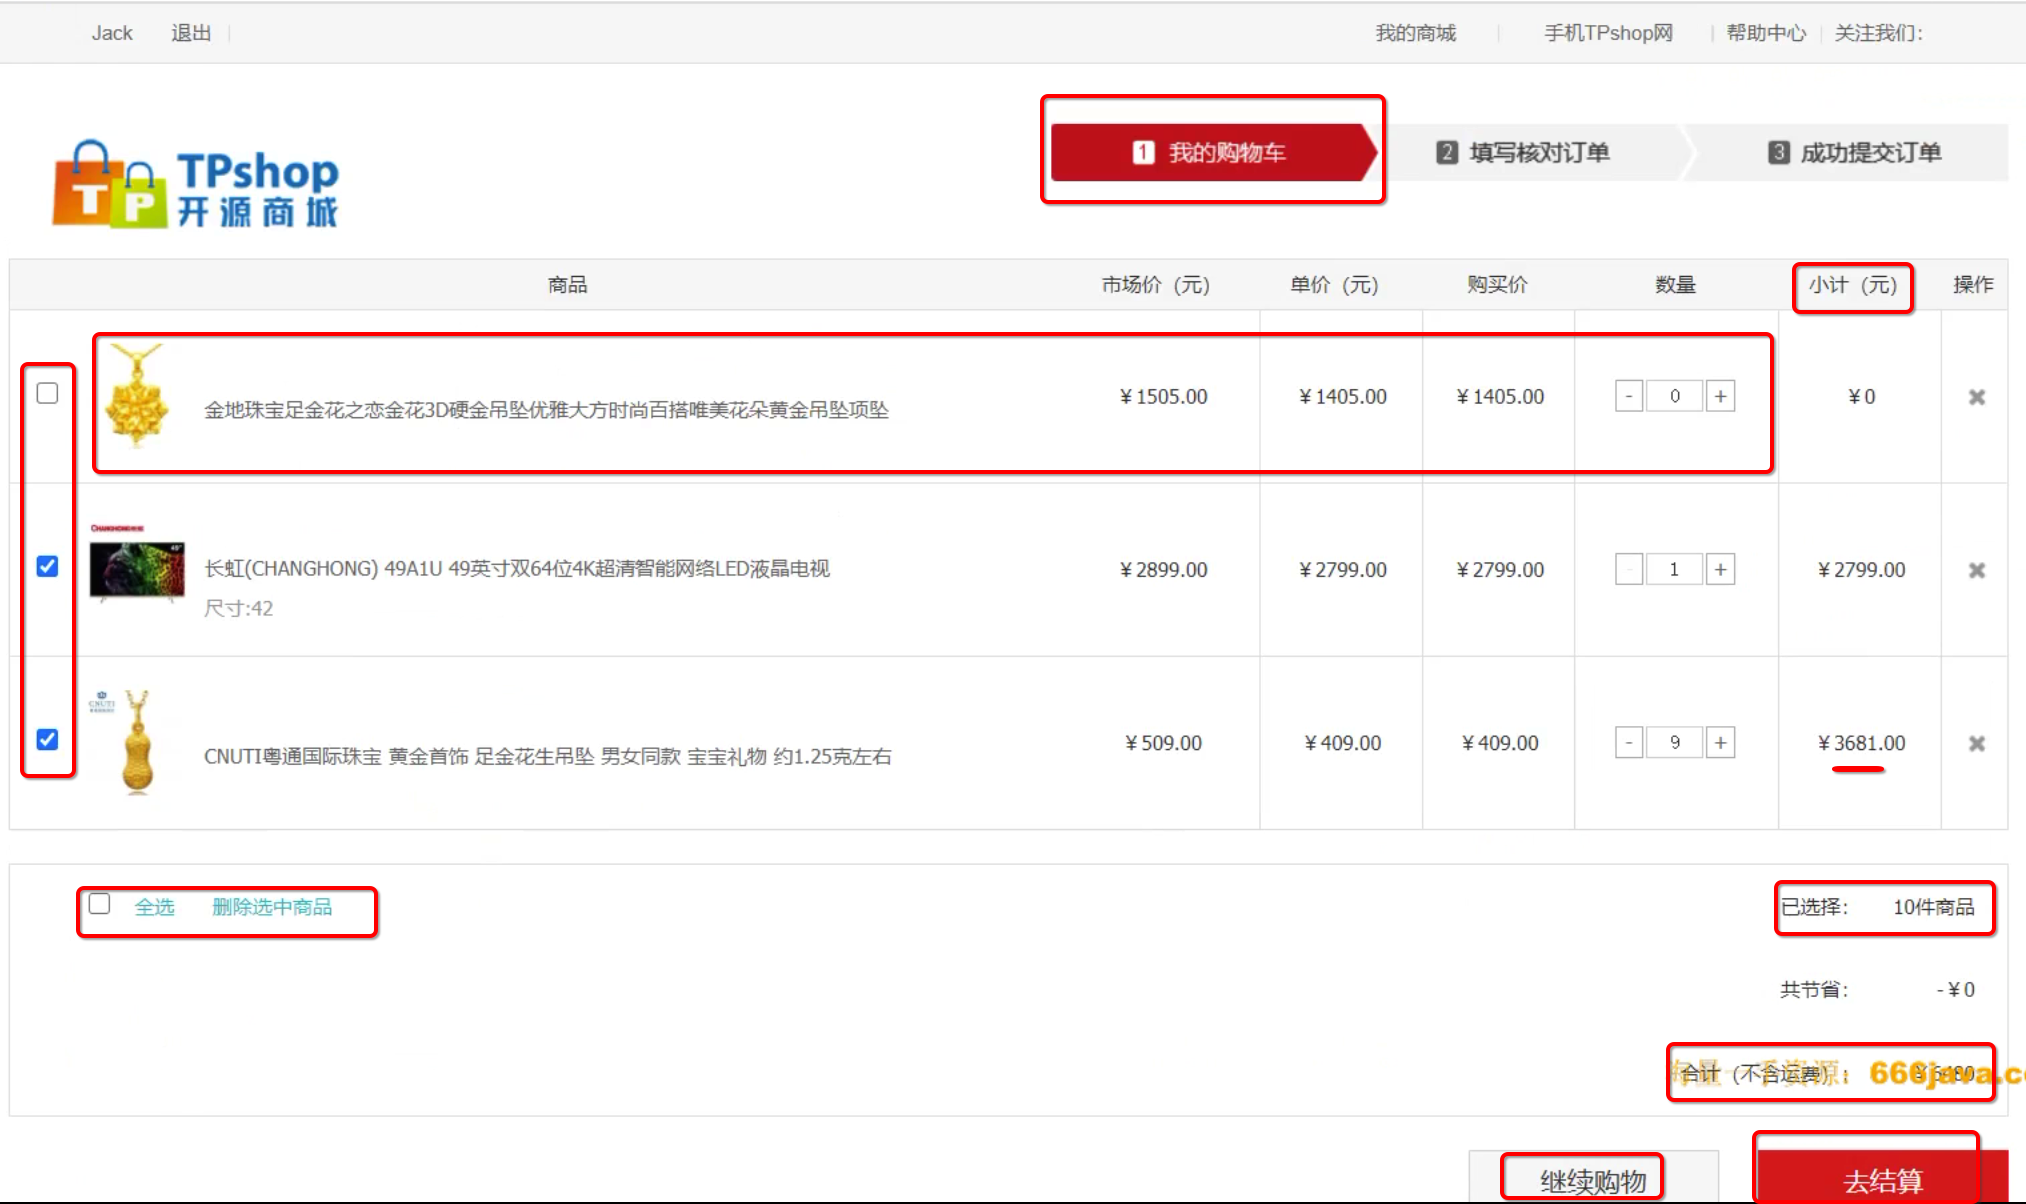 Jack 退出 我的商城 手机TPshop网 帮助中心 关注我们：
TPshop
开源商城
1 我的购物车 2 填写核对订单 3 成功提交订单
商品 市场价（元） 单价（元） 购买价 数量 小计（元） 操作
金地珠宝足金花之恋金花3D硬金吊坠优雅大方时尚百搭唯美花朵黄金吊坠项坠 ￥1505.00 ￥1405.00 ￥1405.00 - 0 + ￥0
CHANGHONG
长虹(CHANGHONG) 49A1U 49英寸双64位4K超清智能网络LED液晶电视 ￥2899.00 ￥2799.00 ￥2799.00 - 1 + ￥2799.00
尺寸:42
CNUTI
CNUTI粤通国际珠宝 黄金首饰 足金花生吊坠 男女同款 宝宝礼物 约1.25克左右 ￥509.00 ￥409.00 ￥409.00 - 9 + ￥3681.00
全选 删除选中商品 已选择： 10件商品
共节省： -￥0
合计（不含运费）： ￥6480
继续购物 去结算